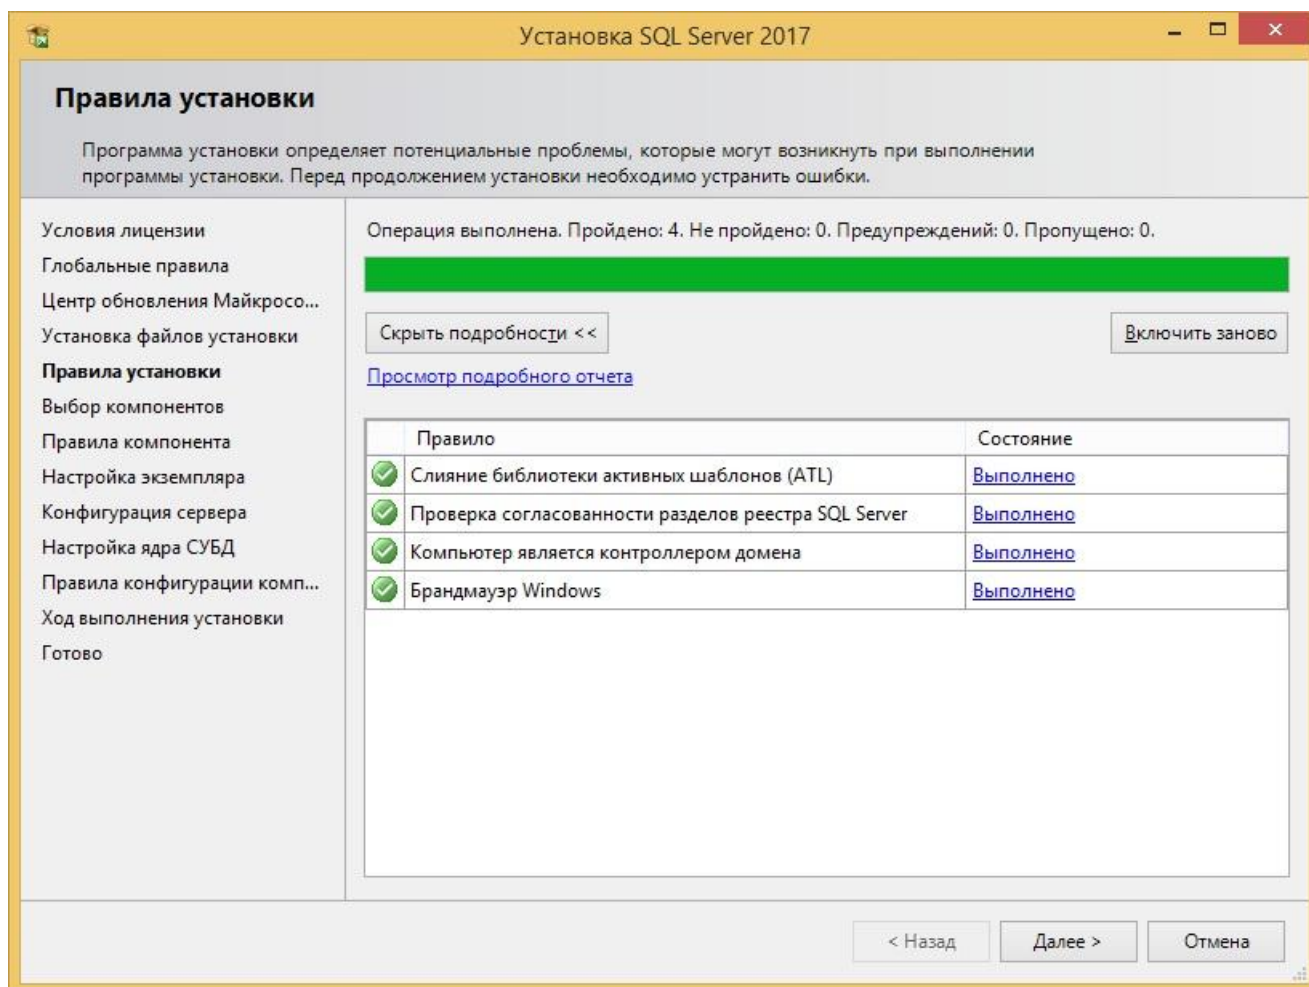 Установка SQL Server 2017
Правила установки
Программа установки определяет потенциальные проблемы, которые могут возникнуть при выполнении
программы установки. Перед продолжением установки необходимо устранить ошибки.
Условия лицензии
Глобальные правила
Центр обновления Майкросо...
Установка файлов установки
Правила установки
Выбор компонентов
Правила компонента
Настройка экземпляра
Конфигурация сервера
Настройка ядра СУБД
Правила конфигурации комп...
Ход выполнения установки
Готово
Операция выполнена. Пройдено: 4. Не пройдено: 0. Предупреждений: 0. Пропущено: 0.
Скрыть подробности << Включить заново
Просмотр подробного отчета
Правило Состояние
Слияние библиотеки активных шаблонов (ATL) Выполнено
Проверка согласованности разделов реестра SQL Server Выполнено
Компьютер является контроллером домена Выполнено
Брандмауэр Windows Выполнено
< Назад Далее > Отмена